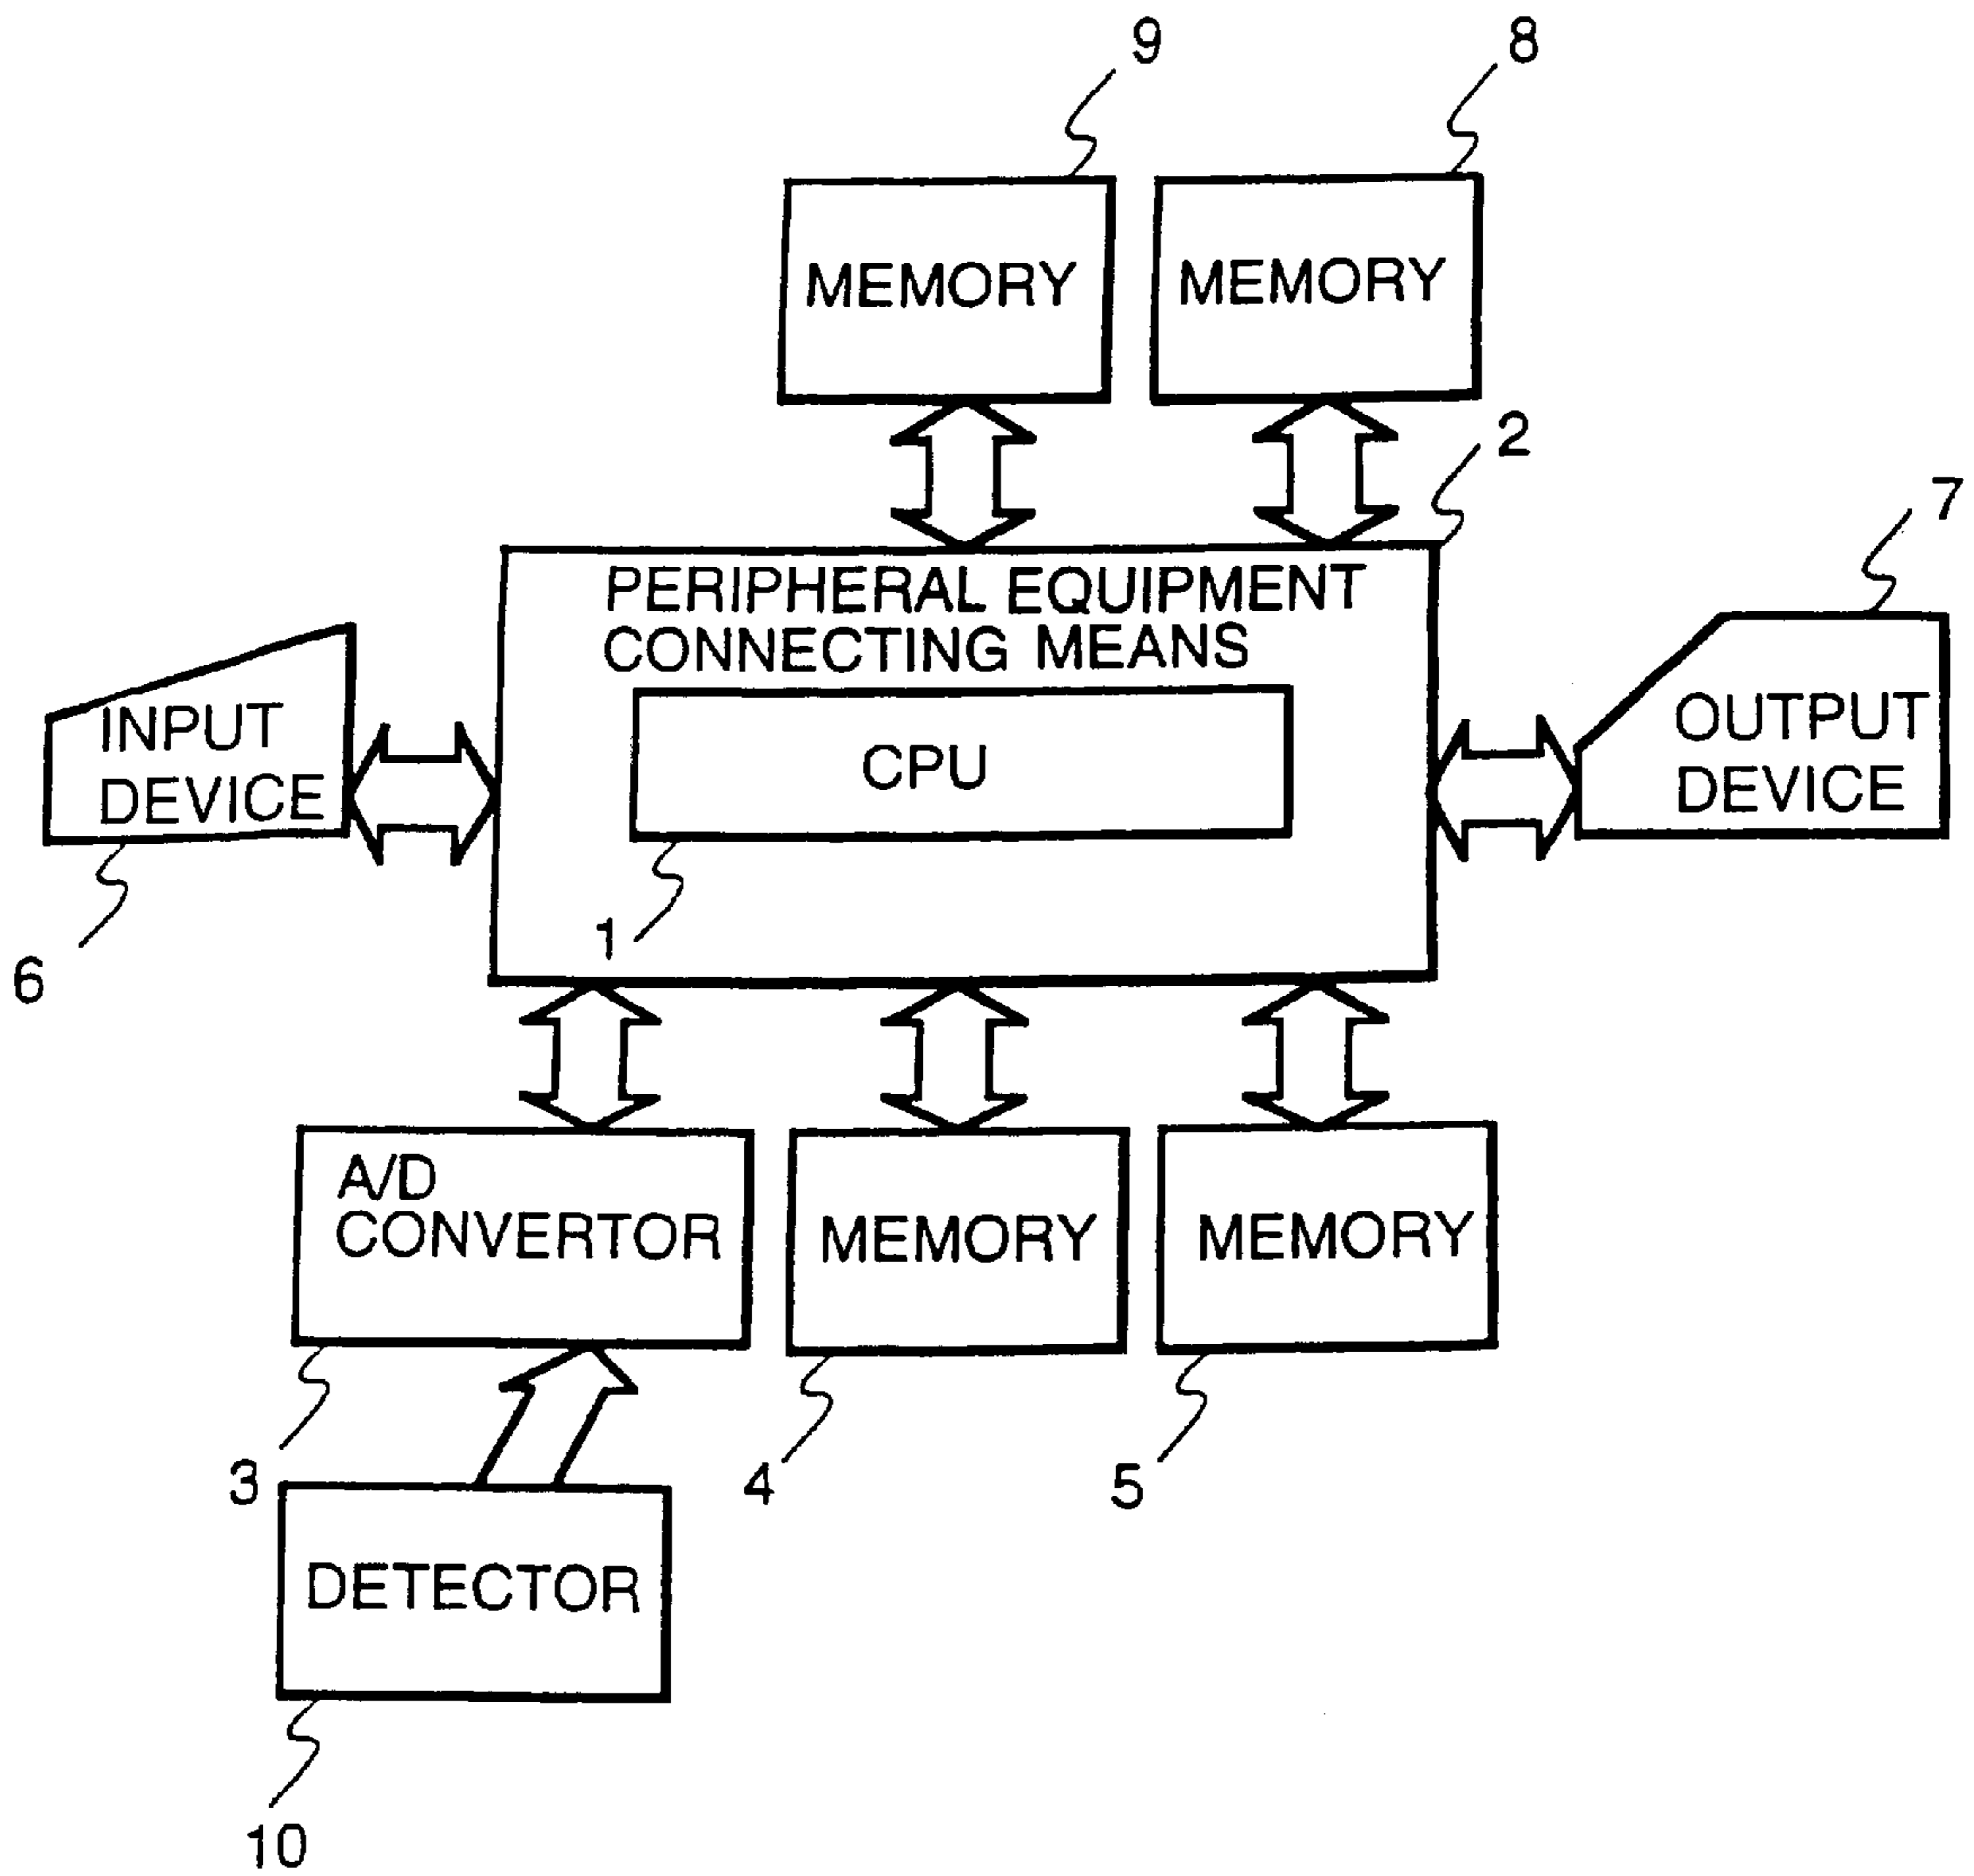 9
8
MEMORY
MEMORY
2
7
PERIPHERAL EQUIPMENT
CONNECTING MEANS
INPUT
DEVICE
CPU
OUTPUT
DEVICE
1
6
A/D
CONVERTOR
MEMORY
MEMORY
3
4
5
DETECTOR
10